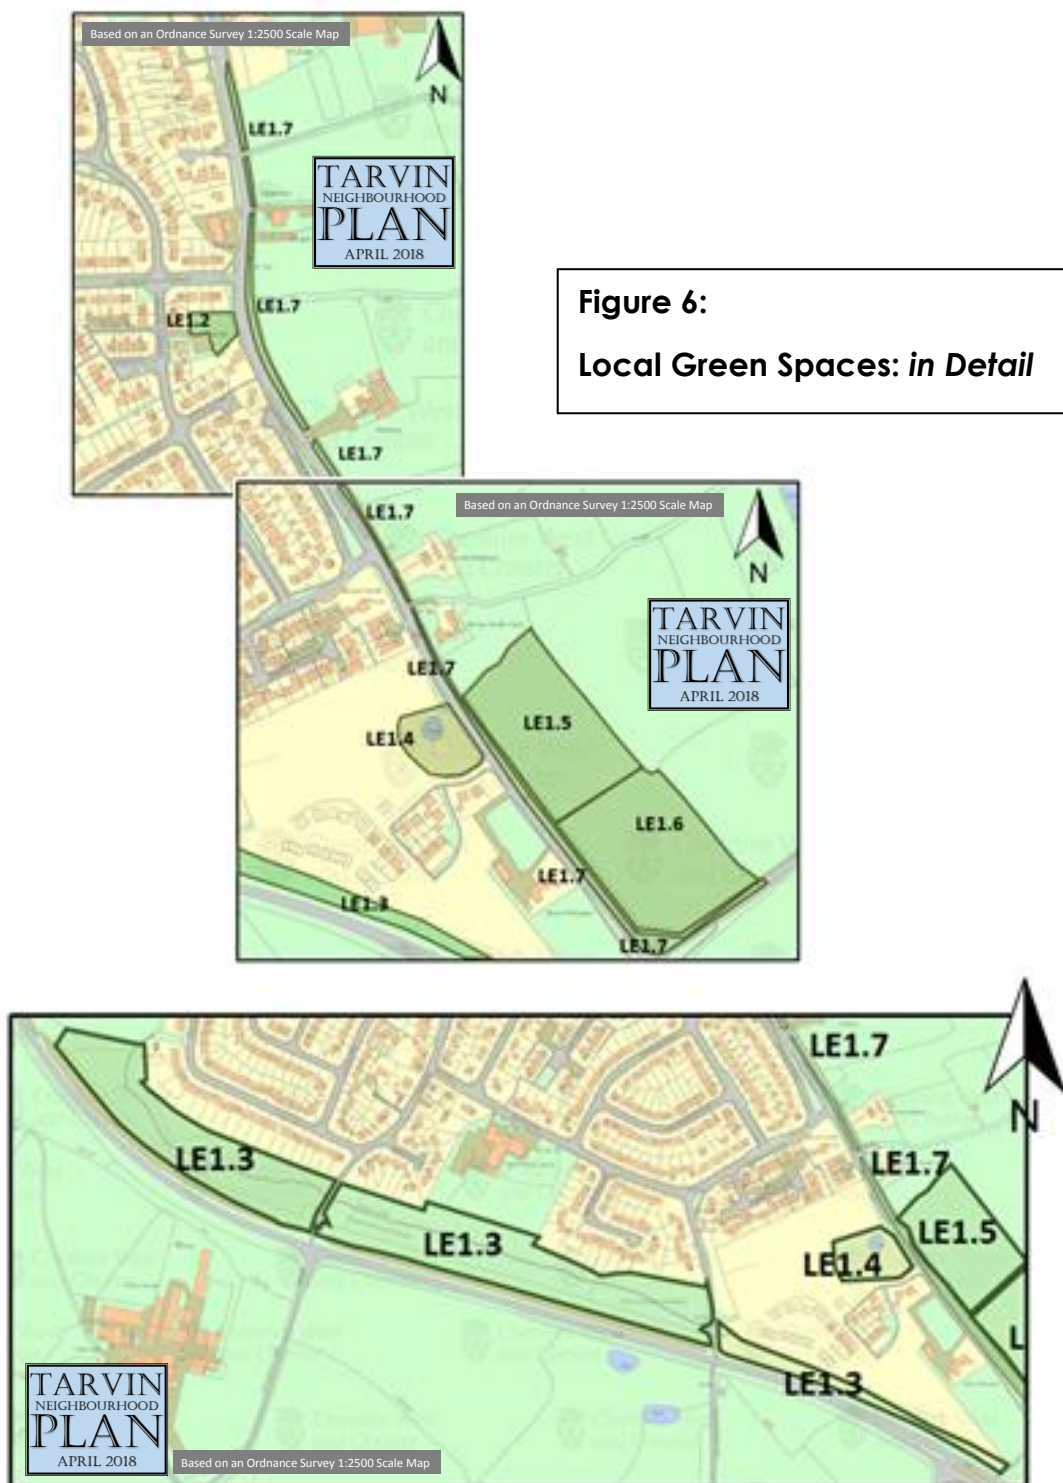 Based on an Ordnance Survey 1:2500 Scale Map
N
LE1.7
TARVIN
NEIGHBOURHOOD
PLAN
APRIL 2018
LE1.7
LE1.2
LE1.7
Figure 6:
Local Green Spaces: in Detail
Based on an Ordnance Survey 1:2500 Scale Map
LE1.7
N
TARVIN
NEIGHBOURHOOD
PLAN
APRIL 2018
LE1.7
LE1.5
LE1.4
LE1.6
LE1.7
LE1.3
LE1.7
LE1.7
N
LE1.3
LE1.7
LE1.5
LE1.3
LE1.4
L
LE1.3
TARVIN
NEIGHBOURHOOD
PLAN
APRIL 2018
Based on an Ordnance Survey 1:2500 Scale Map